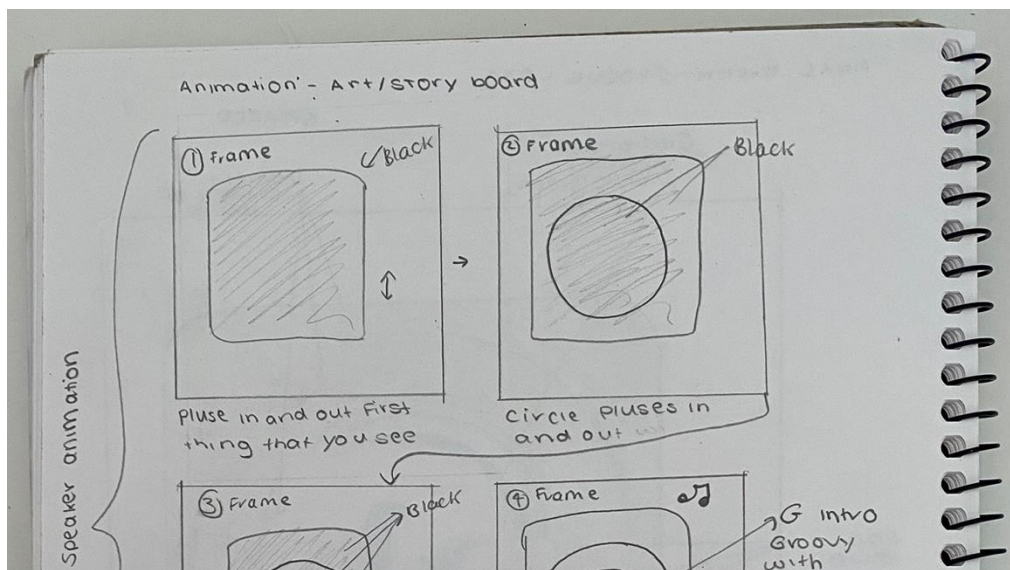 Animation - Art/story board
① Frame
Black
② Frame
Black
Pluse in and out First
thing that you see
circle pluses in
and out
Speaker animation
③ Frame
Black
④ Frame
G intro
Groovy
with